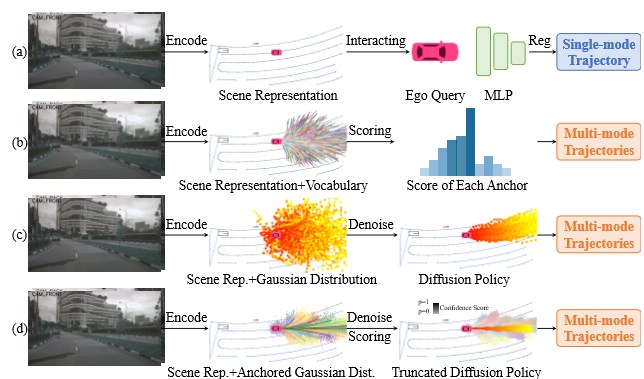 (a) Encode Interacting Reg Single-mode Trajectory
Scene Representation Ego Query MLP
(b) Encode Scoring Multi-mode Trajectories
Scene Representation+Vocabulary Score of Each Anchor
(c) Encode Denoise Multi-mode Trajectories
Scene Rep.+Gaussian Distribution Diffusion Policy
(d) Encode Denoise Scoring p=1 p=0 Confidence Score Multi-mode Trajectories
Scene Rep.+Anchored Gaussian Dist. Truncated Diffusion Policy